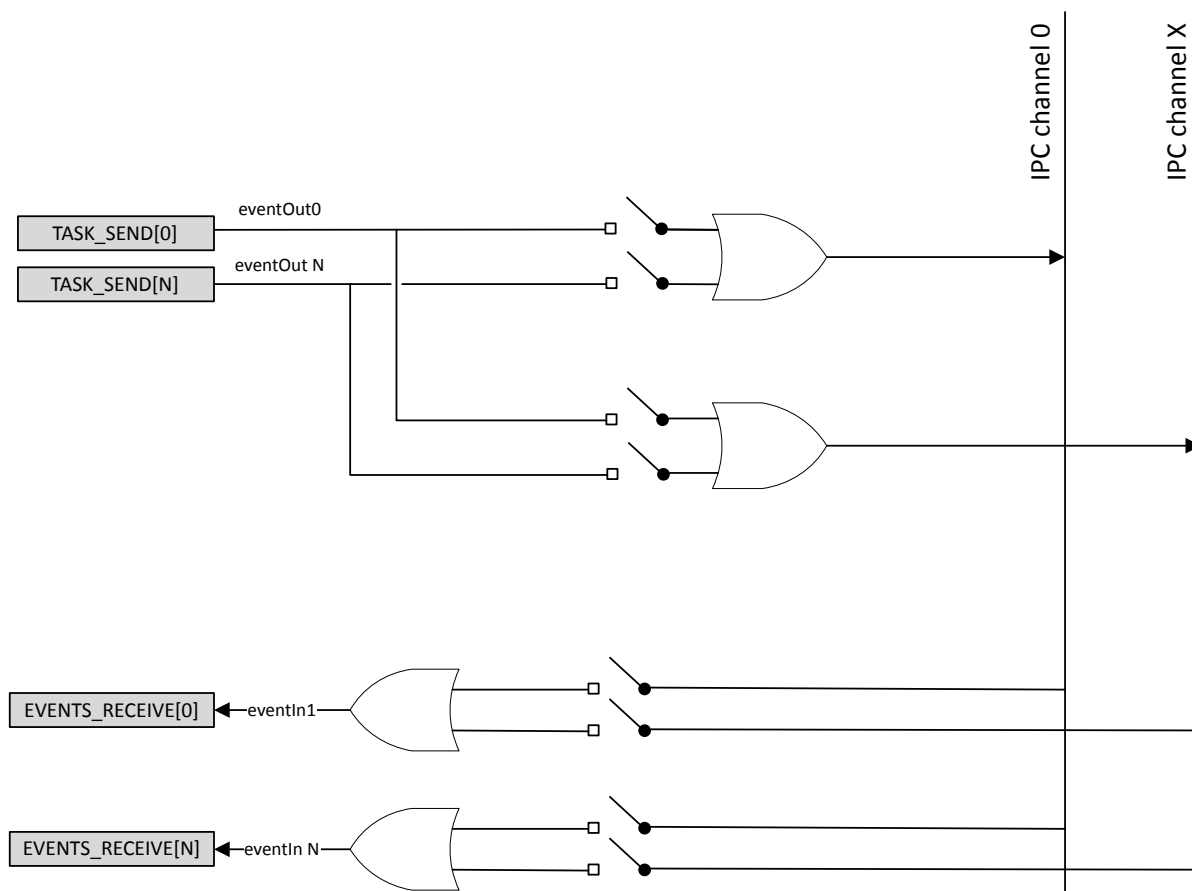 IPC channel 0
IPC channel X
TASK_SEND[0]
eventOut0
TASK_SEND[N]
eventOut N
EVENTS_RECEIVE[0]
eventIn1
EVENTS_RECEIVE[N]
eventIn N